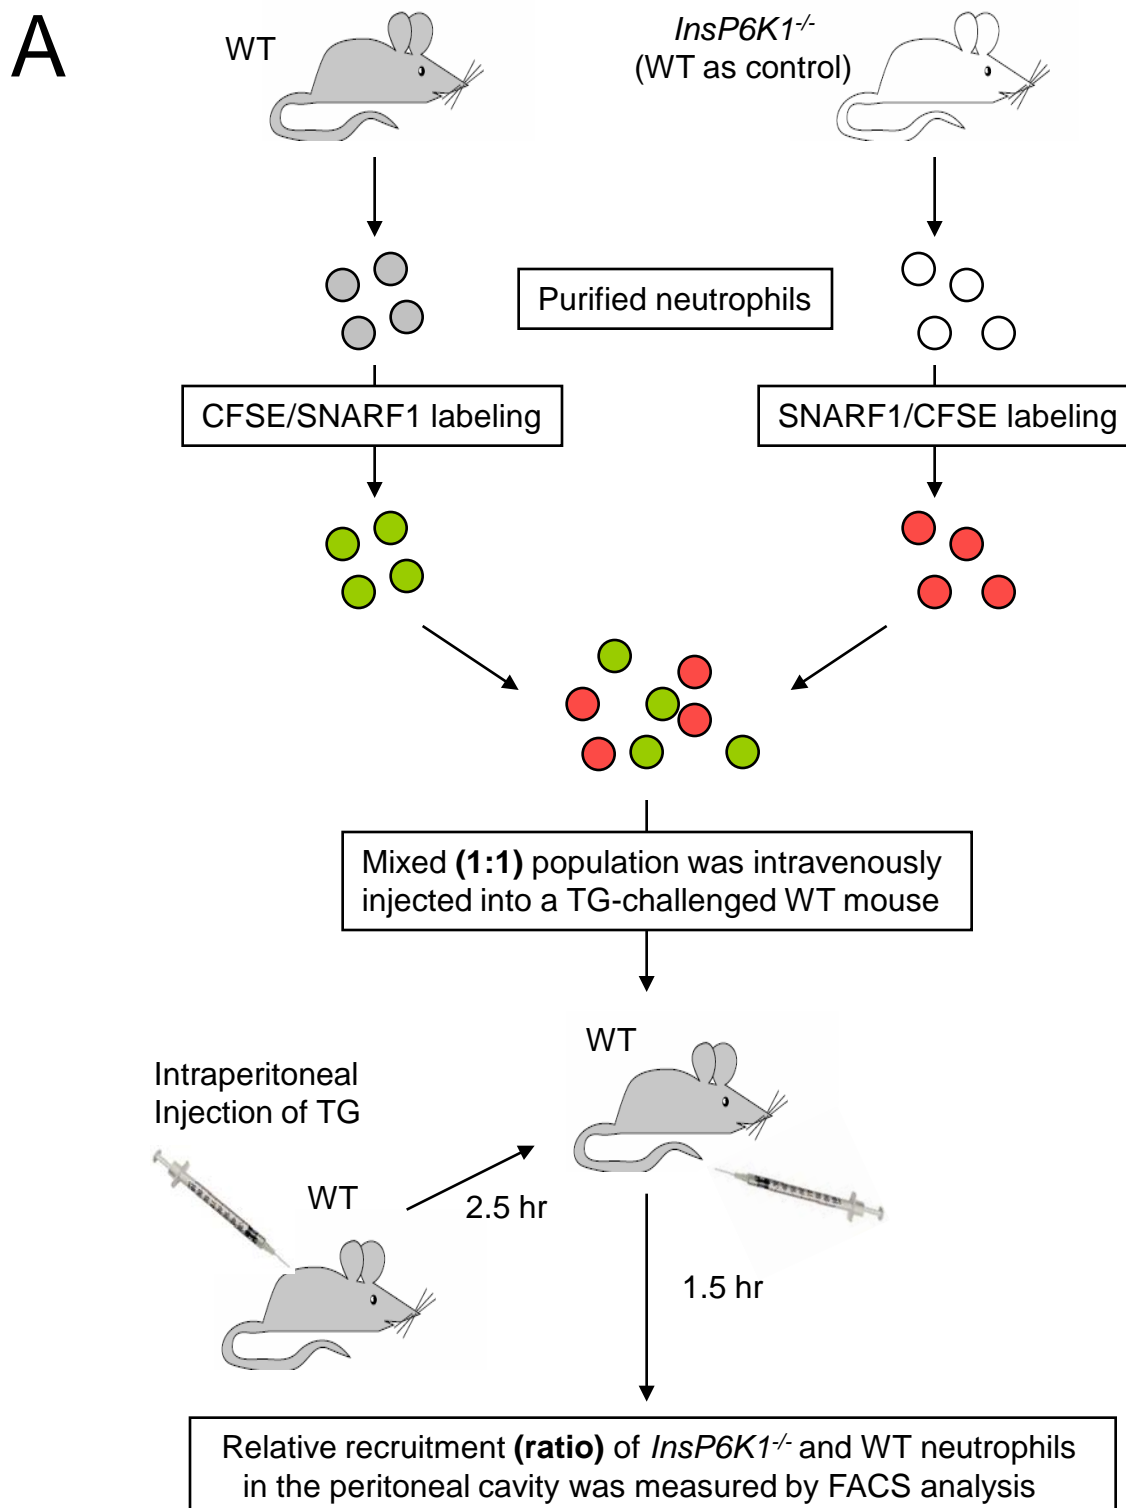 A
WT
InsP6K1-/-
(WT as control)
Purified neutrophils
CFSE/SNARF1 labeling
SNARF1/CFSE labeling
Mixed (1:1) population was intravenously
injected into a TG-challenged WT mouse
WT
Intraperitoneal
Injection of TG
WT
2.5 hr
1.5 hr
Relative recruitment (ratio) of InsP6K1-/- and WT neutrophils
in the peritoneal cavity was measured by FACS analysis